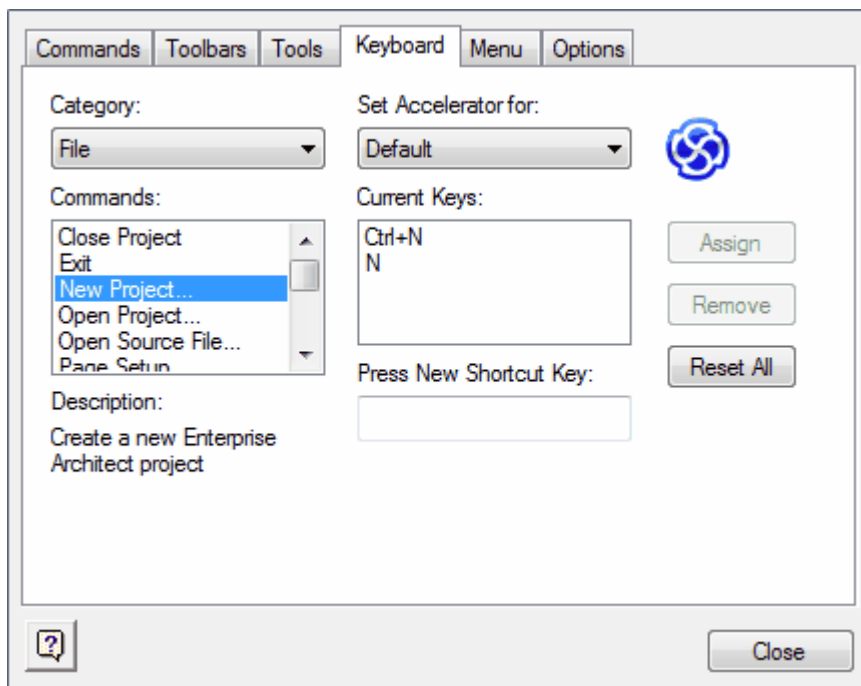 Commands Toolbars Tools Keyboard Menu Options
Category:
File
Commands:
Close Project
Exit
New Project...
Open Project...
Open Source File...
Page Setup
Description:
Create a new Enterprise
Architect project
Set Accelerator for:
Default
Current Keys:
Ctrl+N
N
Press New Shortcut Key:
Assign
Remove
Reset All
?
Close